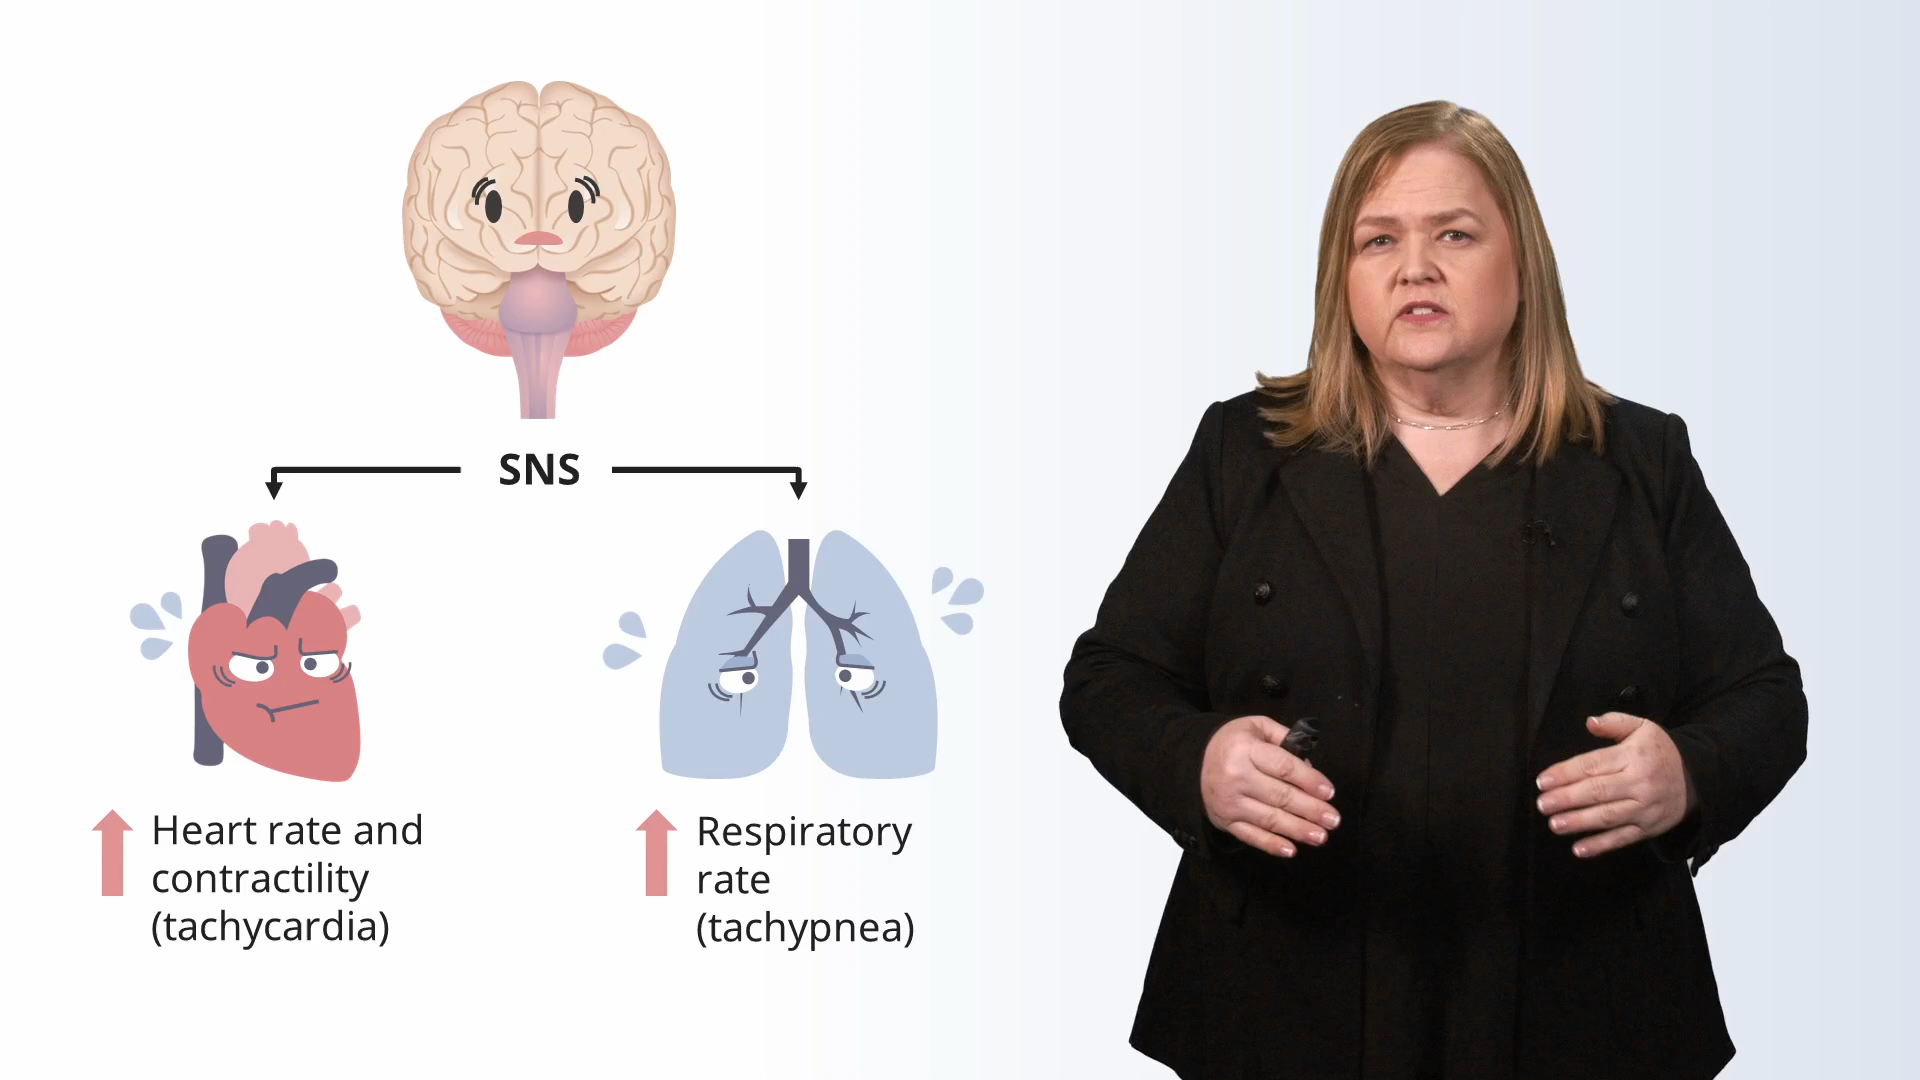 SNS
Heart rate and
contractility
(tachycardia)
Respiratory
rate
(tachypnea)